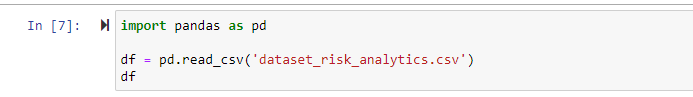 In [7]:
import pandas as pd
df = pd.read_csv('dataset_risk_analytics.csv')
df